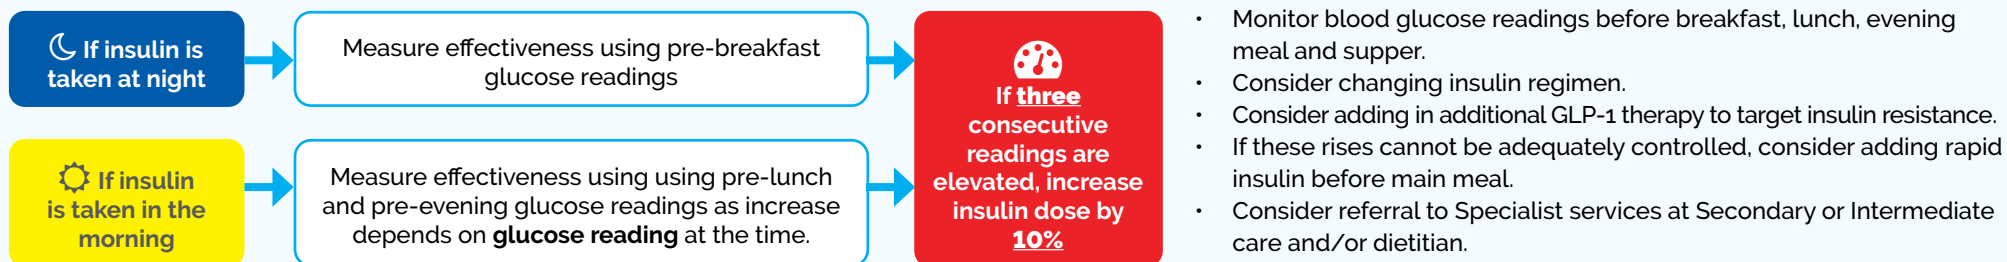 If insulin is
taken at night
Measure effectiveness using pre-breakfast
glucose readings
If insulin
is taken in the
morning
Measure effectiveness using using pre-lunch
and pre-evening glucose readings as increase
depends on glucose reading at the time.
If three
consecutive
readings are
elevated, increase
insulin dose by
10%
• Monitor blood glucose readings before breakfast, lunch, evening
meal and supper.
• Consider changing insulin regimen.
• Consider adding in additional GLP-1 therapy to target insulin resistance.
• If these rises cannot be adequately controlled, consider adding rapid
insulin before main meal.
• Consider referral to Specialist services at Secondary or Intermediate
care and/or dietitian.